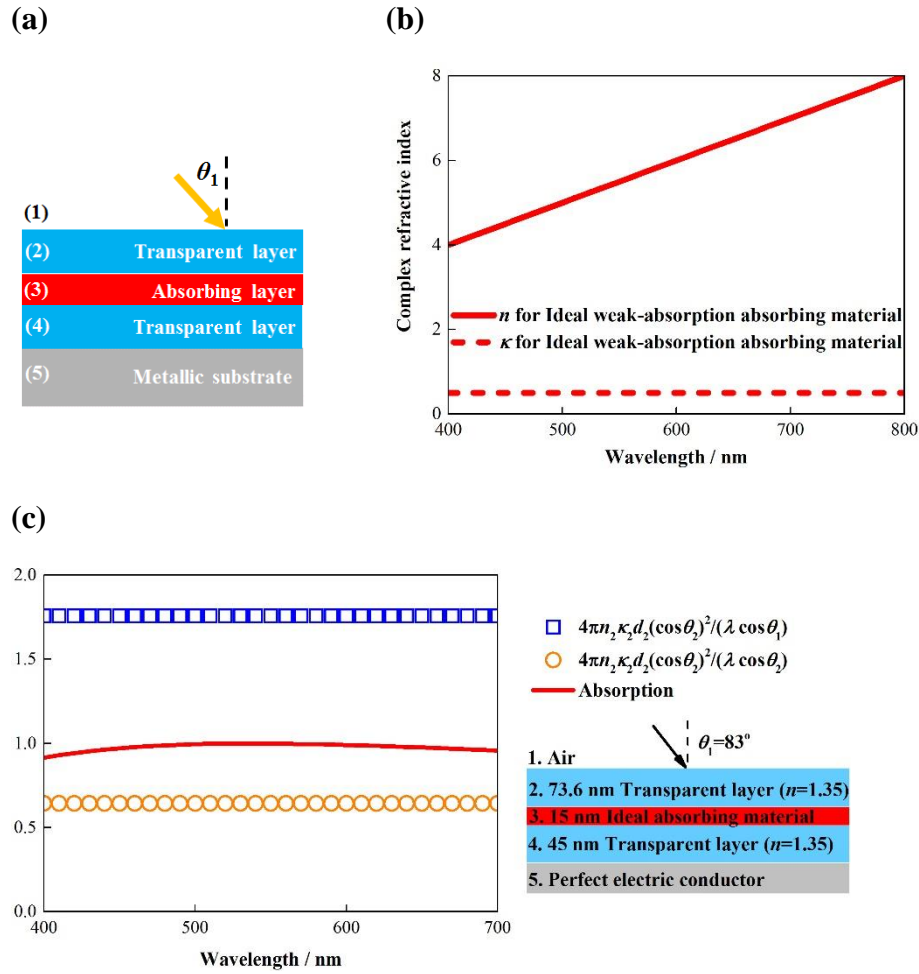 (a)
θ₁
(1)
(2) Transparent layer
(3) Absorbing layer
(4) Transparent layer
(5) Metallic substrate
(b)
Complex refractive index
8
6
4
2
0
n for Ideal weak-absorption absorbing material
κ for Ideal weak-absorption absorbing material
400 500 600 700 800
Wavelength / nm
(c)
2.0
1.5
1.0
0.5
0.0
400 500 600 700
Wavelength / nm
4πn₂κ₂d₂(cosθ₂)²/(λ cosθ₁)
4πn₂κ₂d₂(cosθ₂)²/(λ cosθ₂)
Absorption
θ₁=83°
1. Air
2. 73.6 nm Transparent layer (n=1.35)
3. 15 nm Ideal absorbing material
4. 45 nm Transparent layer (n=1.35)
5. Perfect electric conductor